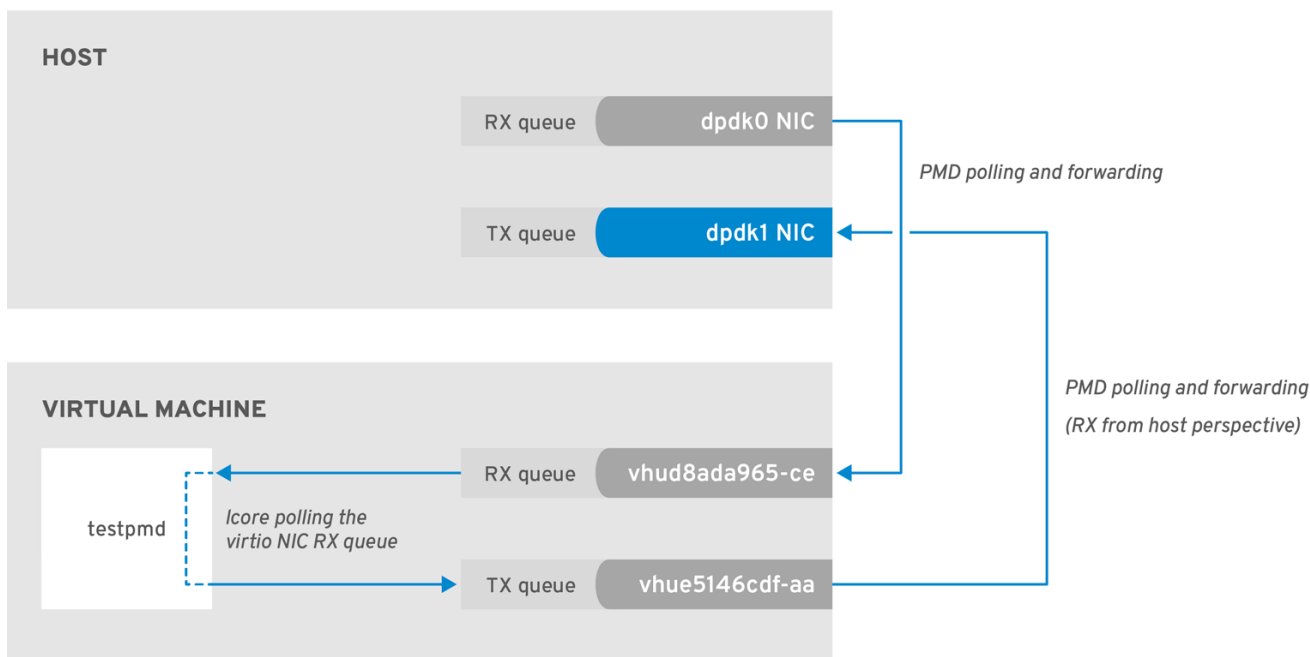 HOST
RX queue
dpdk0 NIC
PMD polling and forwarding
TX queue
dpdk1 NIC
PMD polling and forwarding
(RX from host perspective)
VIRTUAL MACHINE
RX queue
vhud8ada965-ce
testpmd
lcore polling the
virtio NIC RX queue
TX queue
vhue5146cdf-aa